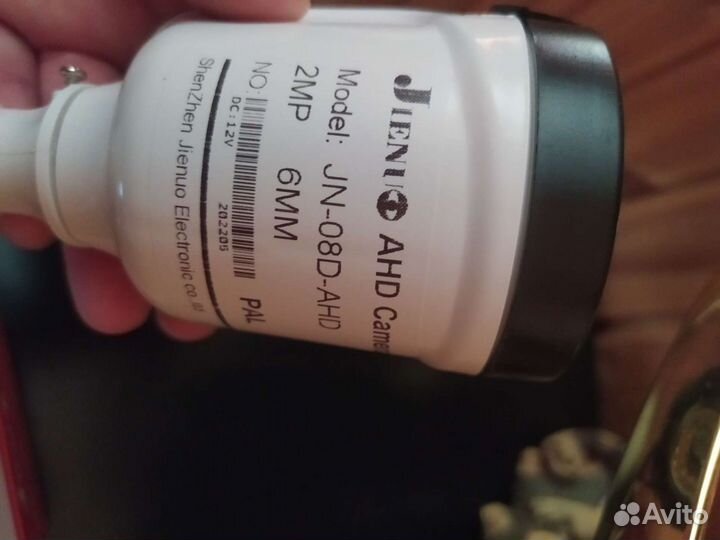 JIENUO AHD Came
Model: JN-08D-AHD
2MP 6MM
NO:
DC:12V
202205
PAL
ShenZhen Jienuo Electronic co.,ltd
Avito